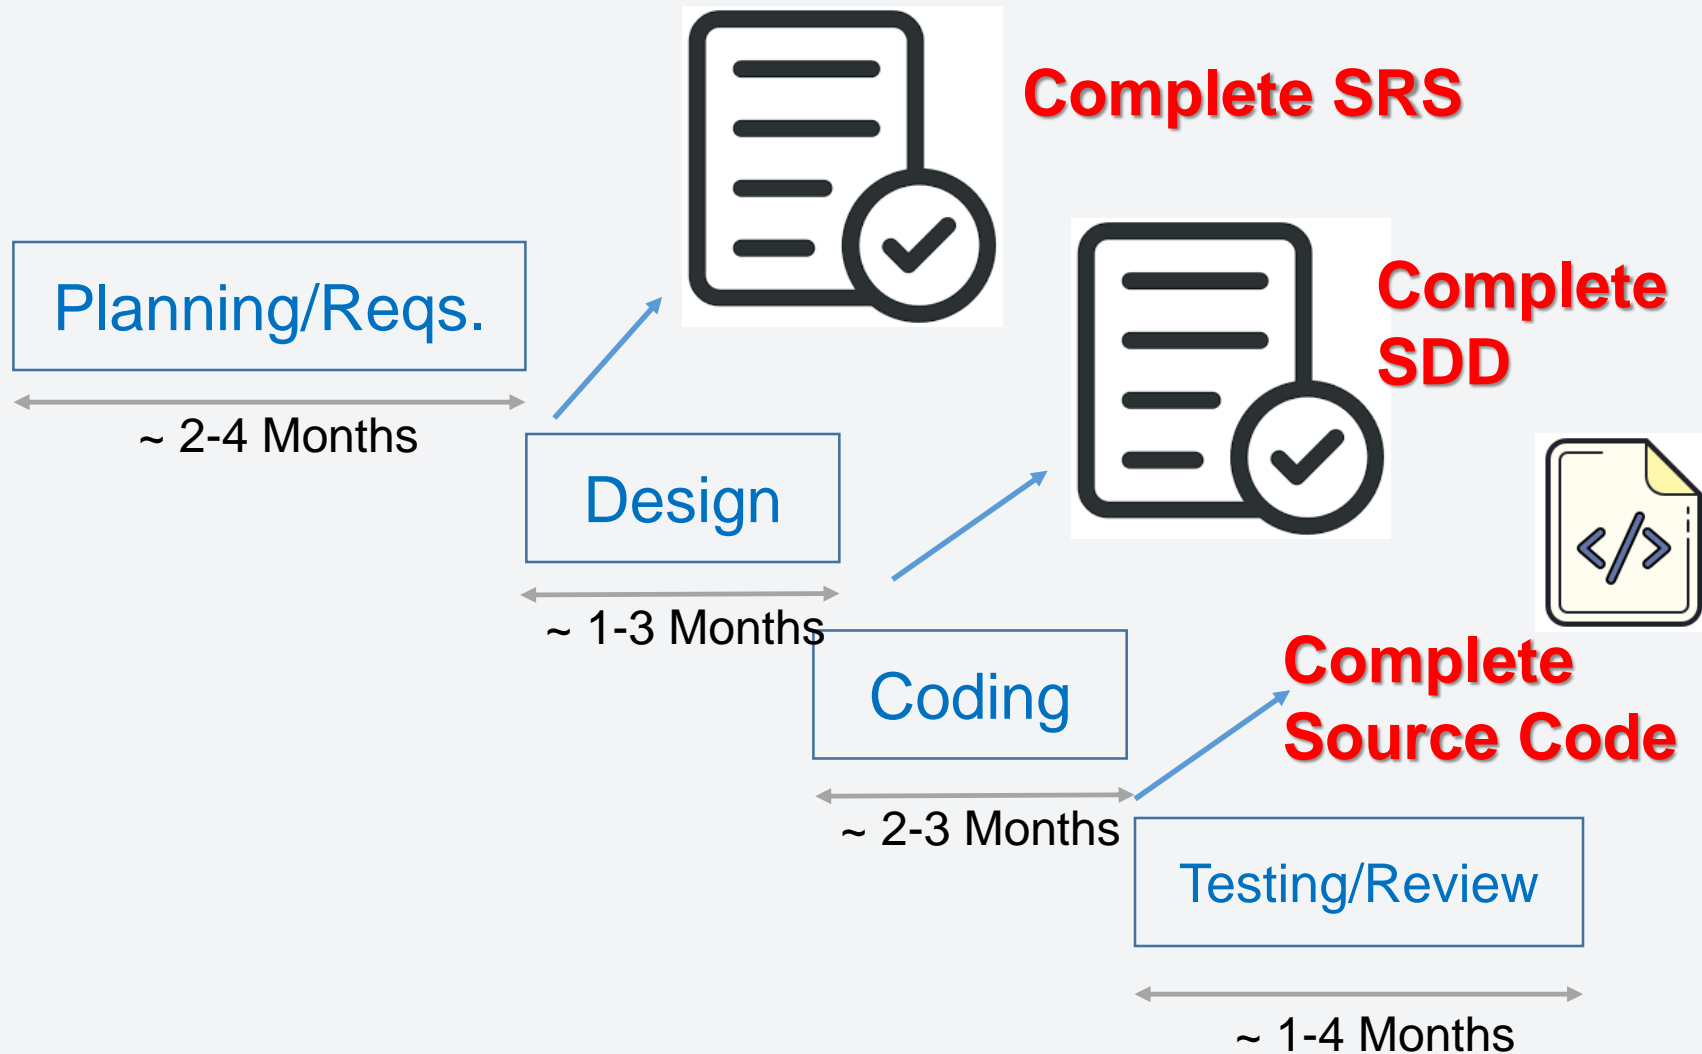 Complete SRS
Planning/Reqs.
~ 2-4 Months
Complete
SDD
Design
~ 1-3 Months
</>
Coding
Complete
Source Code
~ 2-3 Months
Testing/Review
~ 1-4 Months